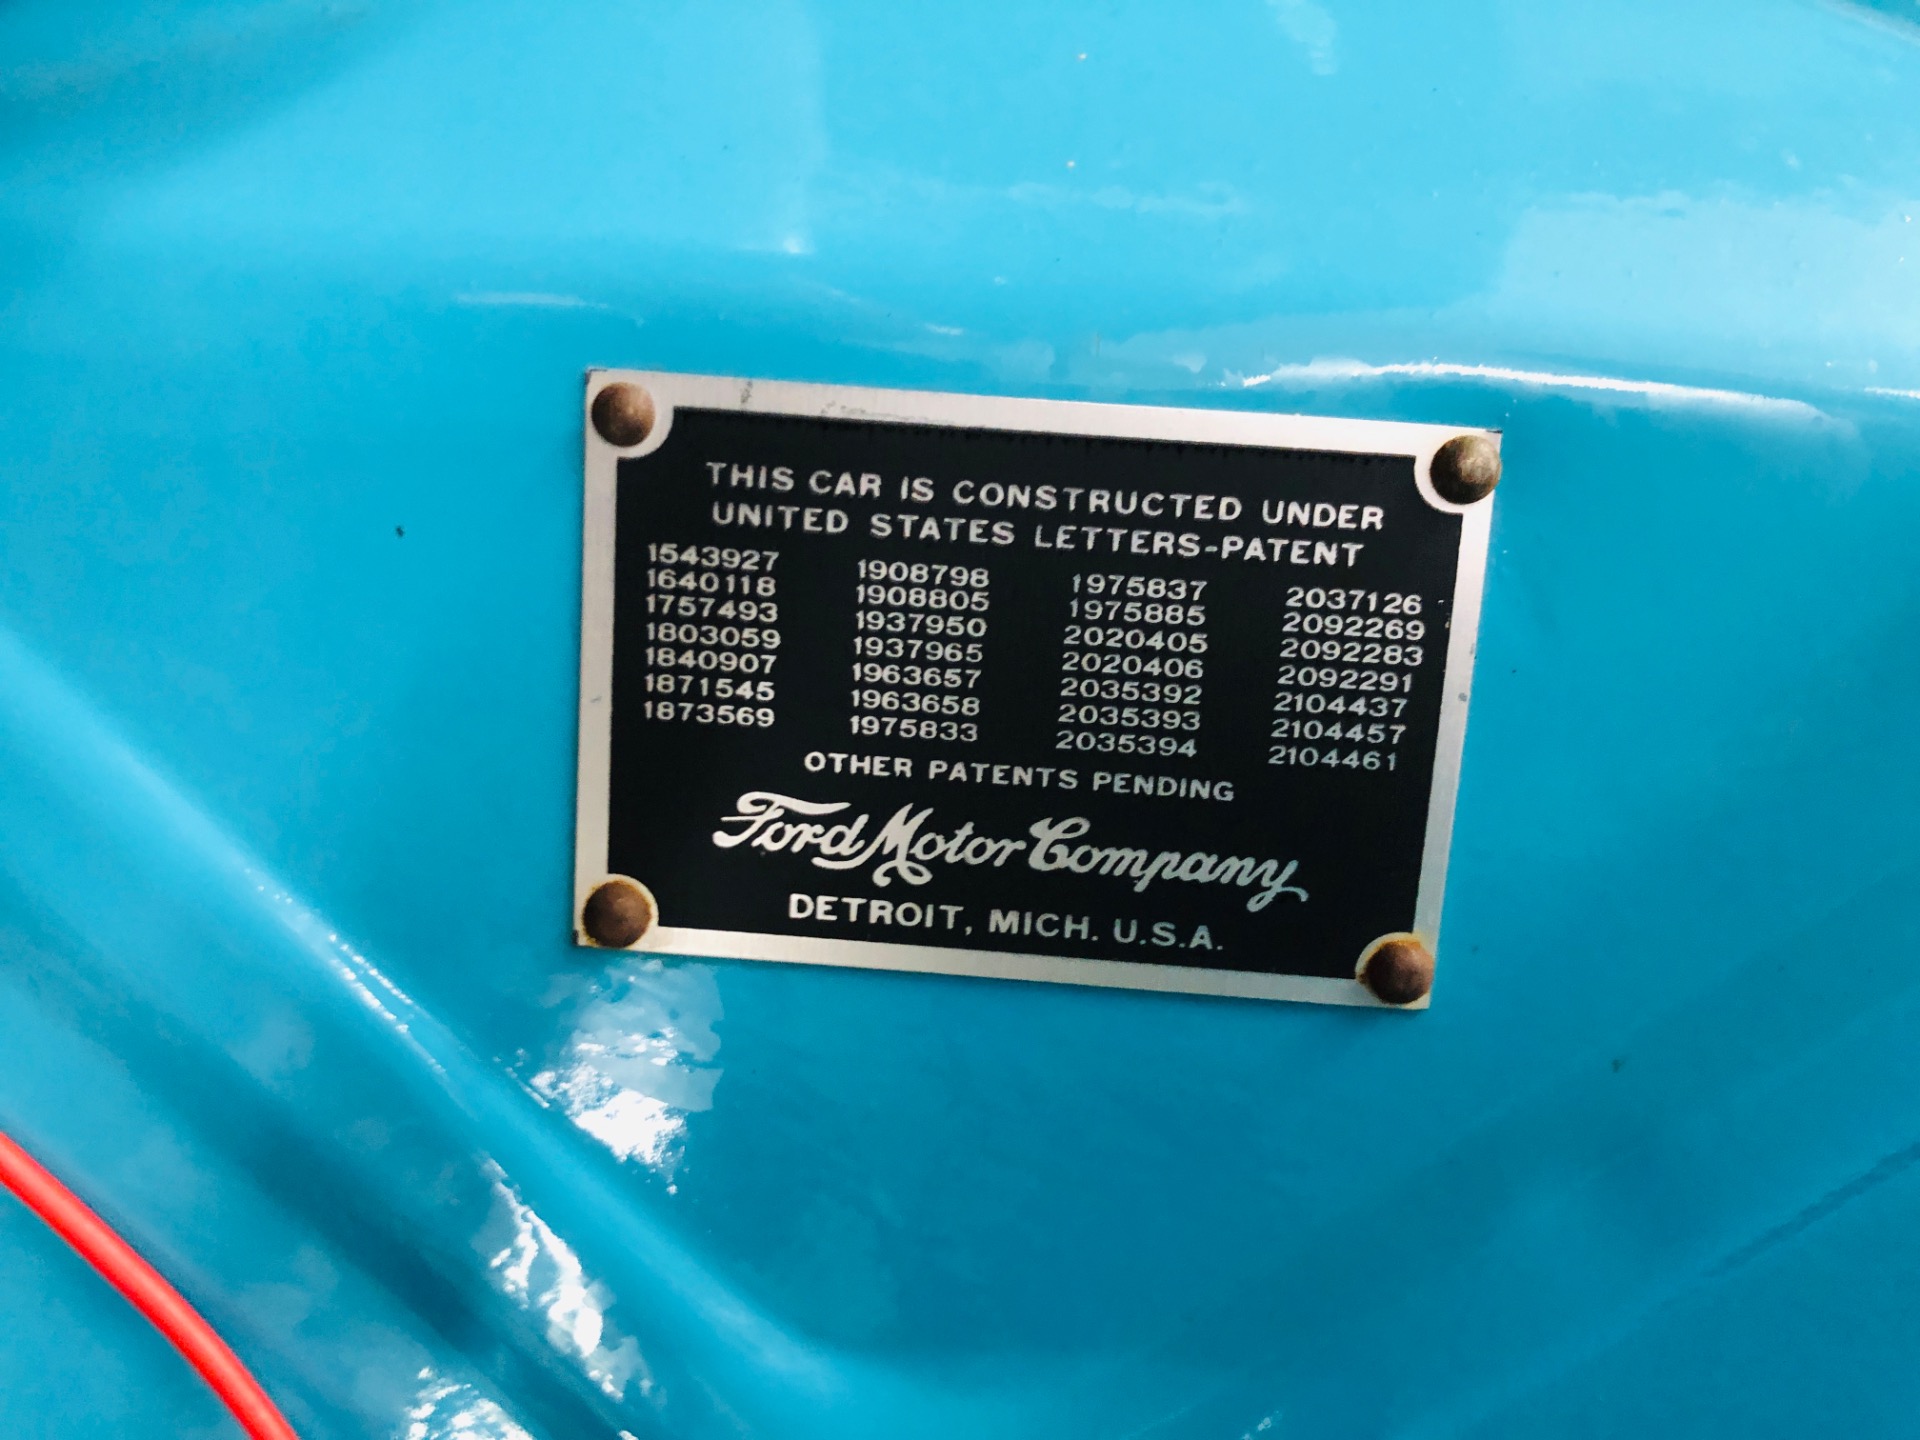 THIS CAR IS CONSTRUCTED UNDER
UNITED STATES LETTERS-PATENT
1543927 1908798 1975837 2037126
1640118 1908805 1975885 2092269
1757493 1937950 2020405 2092283
1803059 1937965 2020406 2092291
1840907 1963657 2035392 2104437
1871545 1963658 2035393 2104457
1873569 1975833 2035394 2104461
OTHER PATENTS PENDING
Ford Motor Company
DETROIT, MICH. U.S.A.